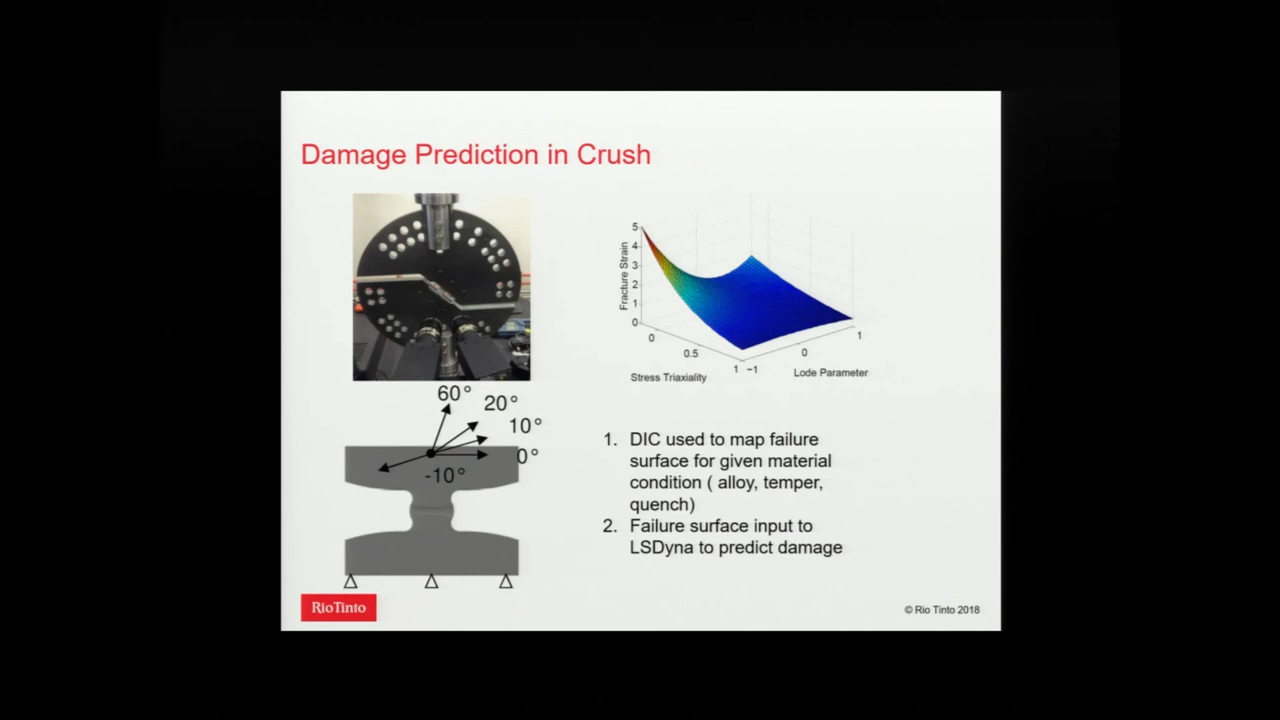 Damage Prediction in Crush
5
4
3
2
1
0
Fracture Strain
0
0.5
1
Stress Triaxiality
−1
0
1
Lode Parameter
60°
20°
10°
0°
-10°
1. DIC used to map failure
surface for given material
condition ( alloy, temper,
quench)
2. Failure surface input to
LSDyna to predict damage
RioTinto
© Rio Tinto 2018